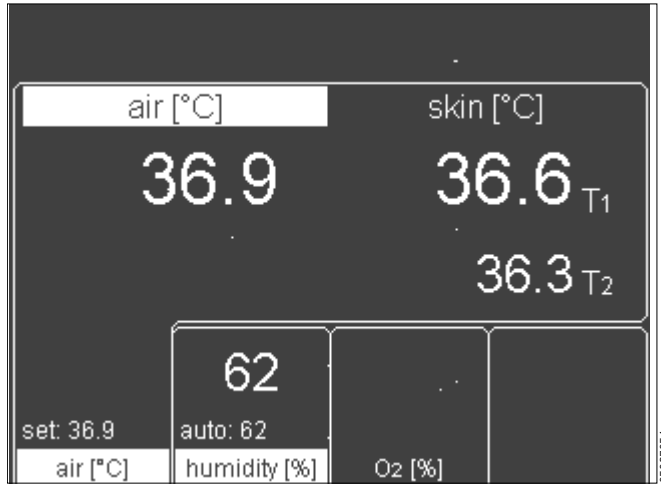 air [°C] skin [°C]
36.9 36.6 T1
36.3 T2
62
set: 36.9 auto: 62
air [°C] humidity [%] O2 [%]